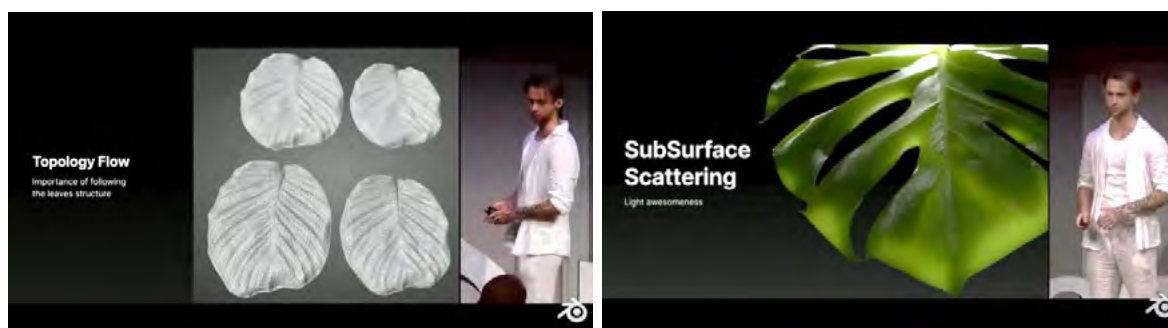 Topology Flow
Importance of following
the leaves structure
SubSurface
Scattering
Light awesomeness